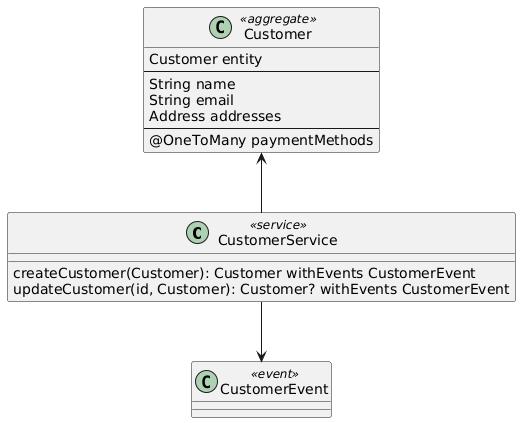 C «aggregate»
Customer
Customer entity
String name
String email
Address addresses
@OneToMany paymentMethods
C «service»
CustomerService
createCustomer(Customer): Customer withEvents CustomerEvent
updateCustomer(id, Customer): Customer? withEvents CustomerEvent
C «event»
CustomerEvent